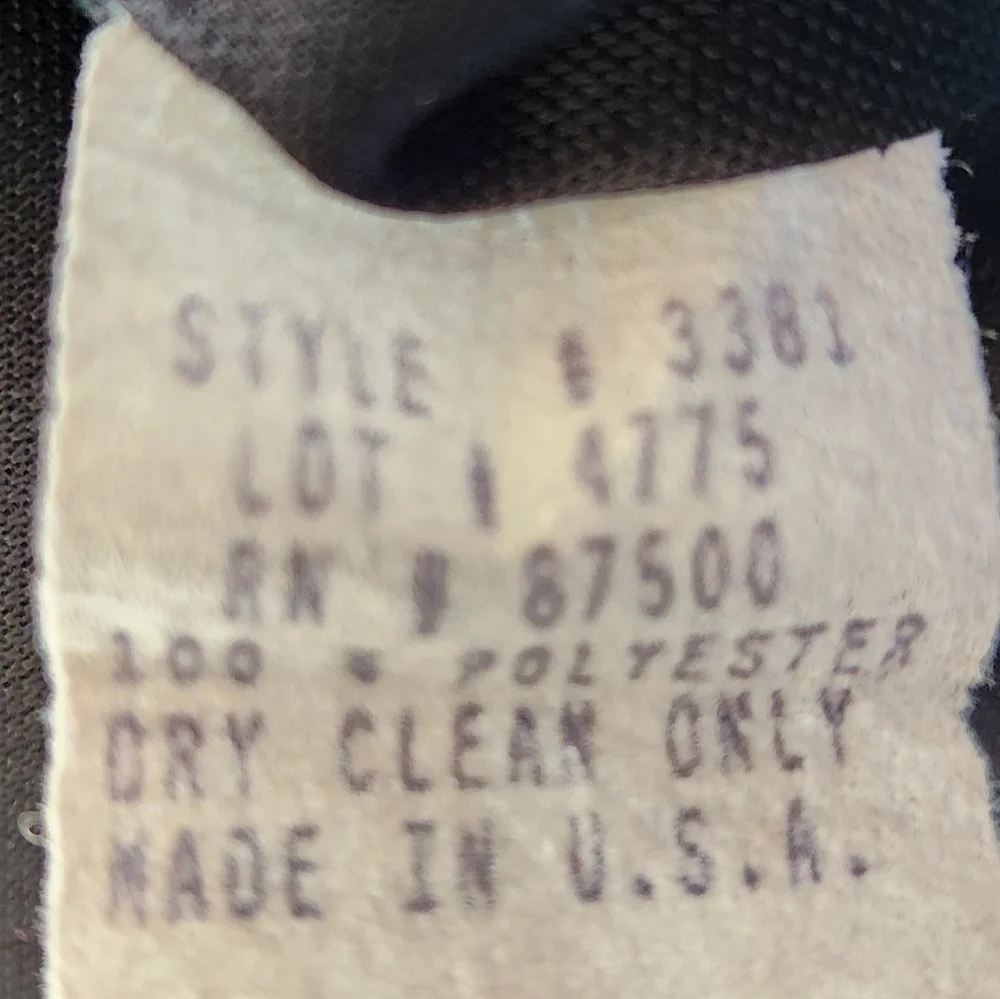 STYLE # 3381
LOT # 4775
RN # 87500
100 % POLYESTER
DRY CLEAN ONLY
MADE IN U.S.A.